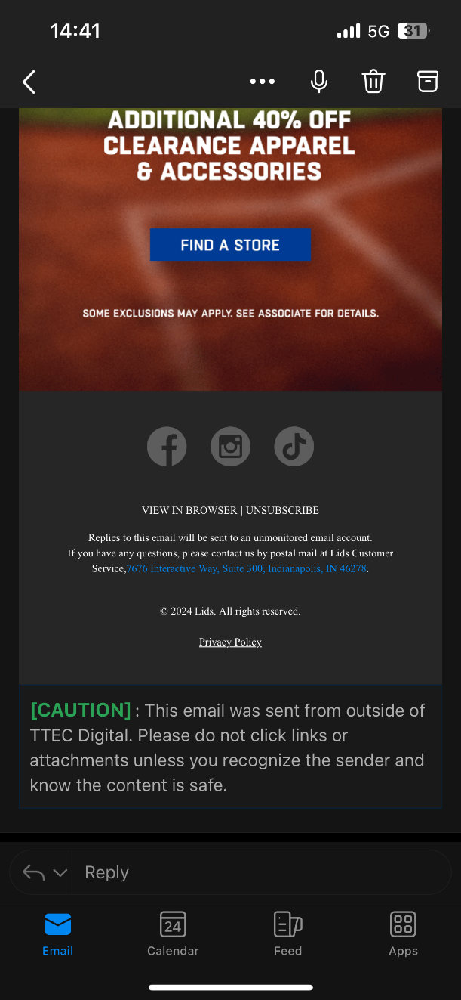 14:41
5G
31
ADDITIONAL 40% OFF
CLEARANCE APPAREL
& ACCESSORIES
FIND A STORE
SOME EXCLUSIONS MAY APPLY. SEE ASSOCIATE FOR DETAILS.
VIEW IN BROWSER | UNSUBSCRIBE
Replies to this email will be sent to an unmonitored email account.
If you have any questions, please contact us by postal mail at Lids Customer
Service,7676 Interactive Way, Suite 300, Indianapolis, IN 46278.
© 2024 Lids. All rights reserved.
Privacy Policy
[CAUTION] : This email was sent from outside of
TTEC Digital. Please do not click links or
attachments unless you recognize the sender and
know the content is safe.
Reply
24
Email
Calendar
Feed
Apps